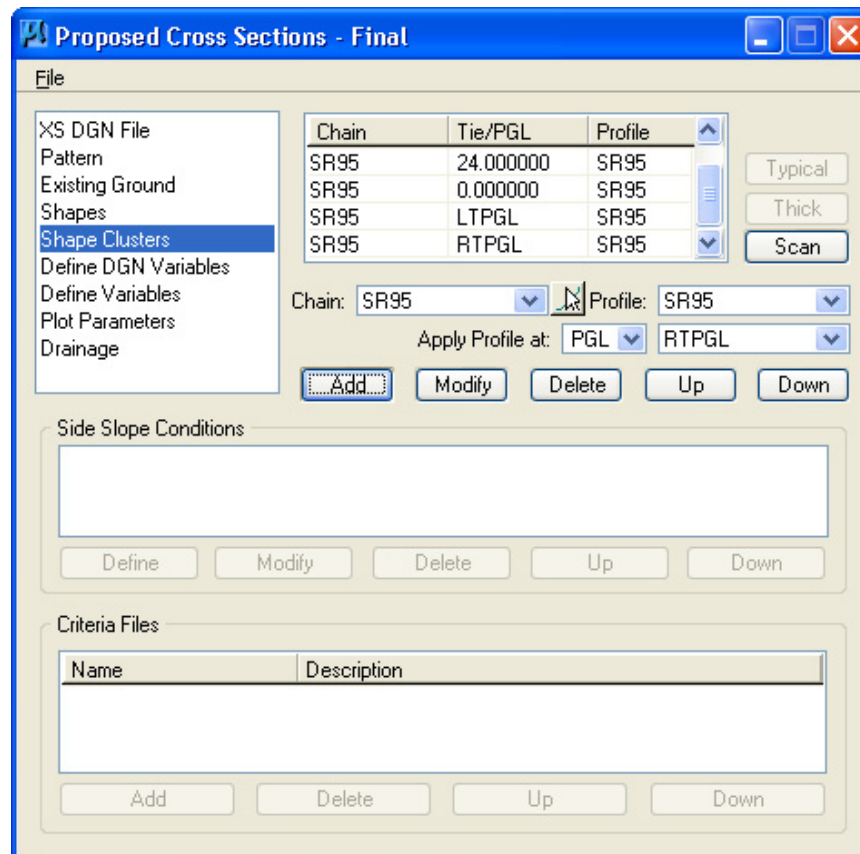 Proposed Cross Sections - Final
File
XS DGN File
Pattern
Existing Ground
Shapes
Shape Clusters
Define DGN Variables
Define Variables
Plot Parameters
Drainage
Chain Tie/PGL Profile
SR95 24.000000 SR95
SR95 0.000000 SR95
SR95 LTPGL SR95
SR95 RTPGL SR95
Typical
Thick
Scan
Chain: SR95 Profile: SR95
Apply Profile at: PGL RTPGL
Add Modify Delete Up Down
Side Slope Conditions
Define Modify Delete Up Down
Criteria Files
Name Description
Add Delete Up Down